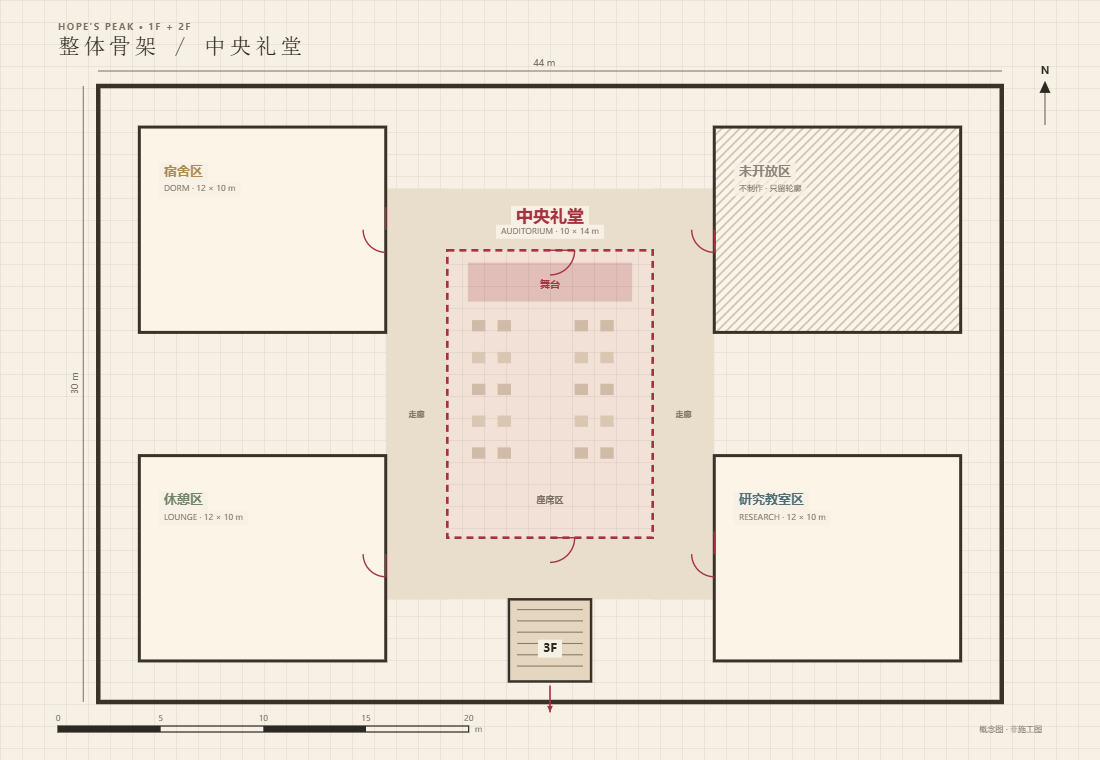 HOPE'S PEAK • 1F + 2F
整体骨架 / 中央礼堂
44 m
N
30 m
宿舍区
DORM · 12 × 10 m
未开放区
不制作 · 只留轮廓
中央礼堂
AUDITORIUM · 10 × 14 m
舞台
走廊
走廊
座席区
休憩区
LOUNGE · 12 × 10 m
研究教室区
RESEARCH · 12 × 10 m
3F
0 5 10 15 20
m
概念图 · 非施工图